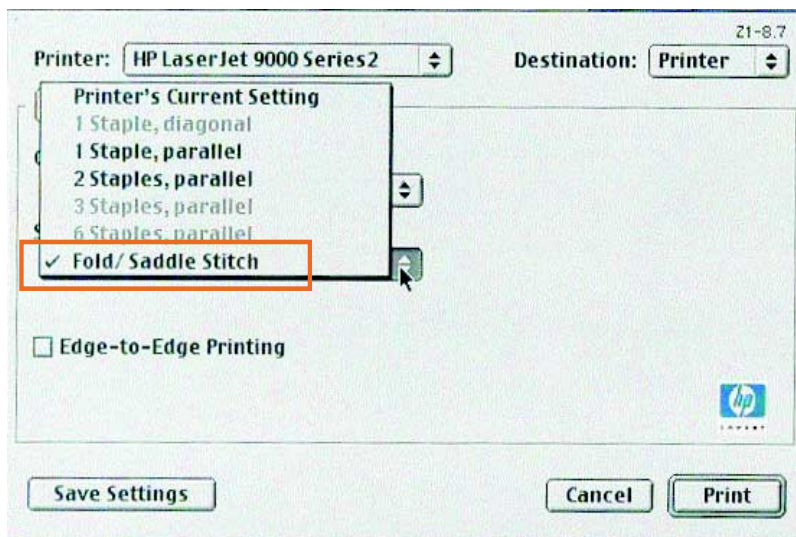 Z1-8.7
Printer: HP LaserJet 9000 Series2 Destination: Printer
Printer's Current Setting
1 Staple, diagonal
1 Staple, parallel
2 Staples, parallel
3 Staples, parallel
6 Staples, parallel
✓ Fold/Saddle Stitch
Edge-to-Edge Printing
hp
invent
Save Settings Cancel Print